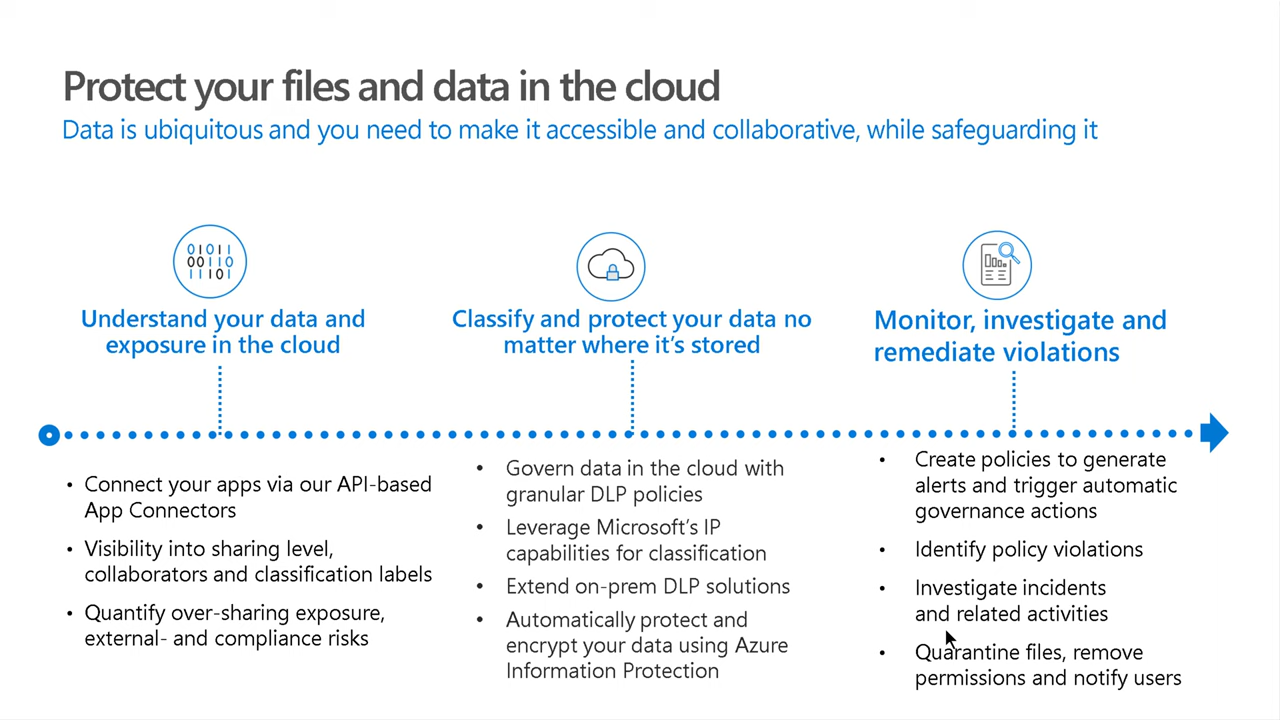 Protect your files and data in the cloud
Data is ubiquitous and you need to make it accessible and collaborative, while safeguarding it
01011
00110
11101
Understand your data and
exposure in the cloud
• Connect your apps via our API-based
App Connectors
• Visibility into sharing level,
collaborators and classification labels
• Quantify over-sharing exposure,
external- and compliance risks
Classify and protect your data no
matter where it's stored
• Govern data in the cloud with
granular DLP policies
• Leverage Microsoft's IP
capabilities for classification
• Extend on-prem DLP solutions
• Automatically protect and
encrypt your data using Azure
Information Protection
Monitor, investigate and
remediate violations
• Create policies to generate
alerts and trigger automatic
governance actions
• Identify policy violations
• Investigate incidents
and related activities
• Quarantine files, remove
permissions and notify users